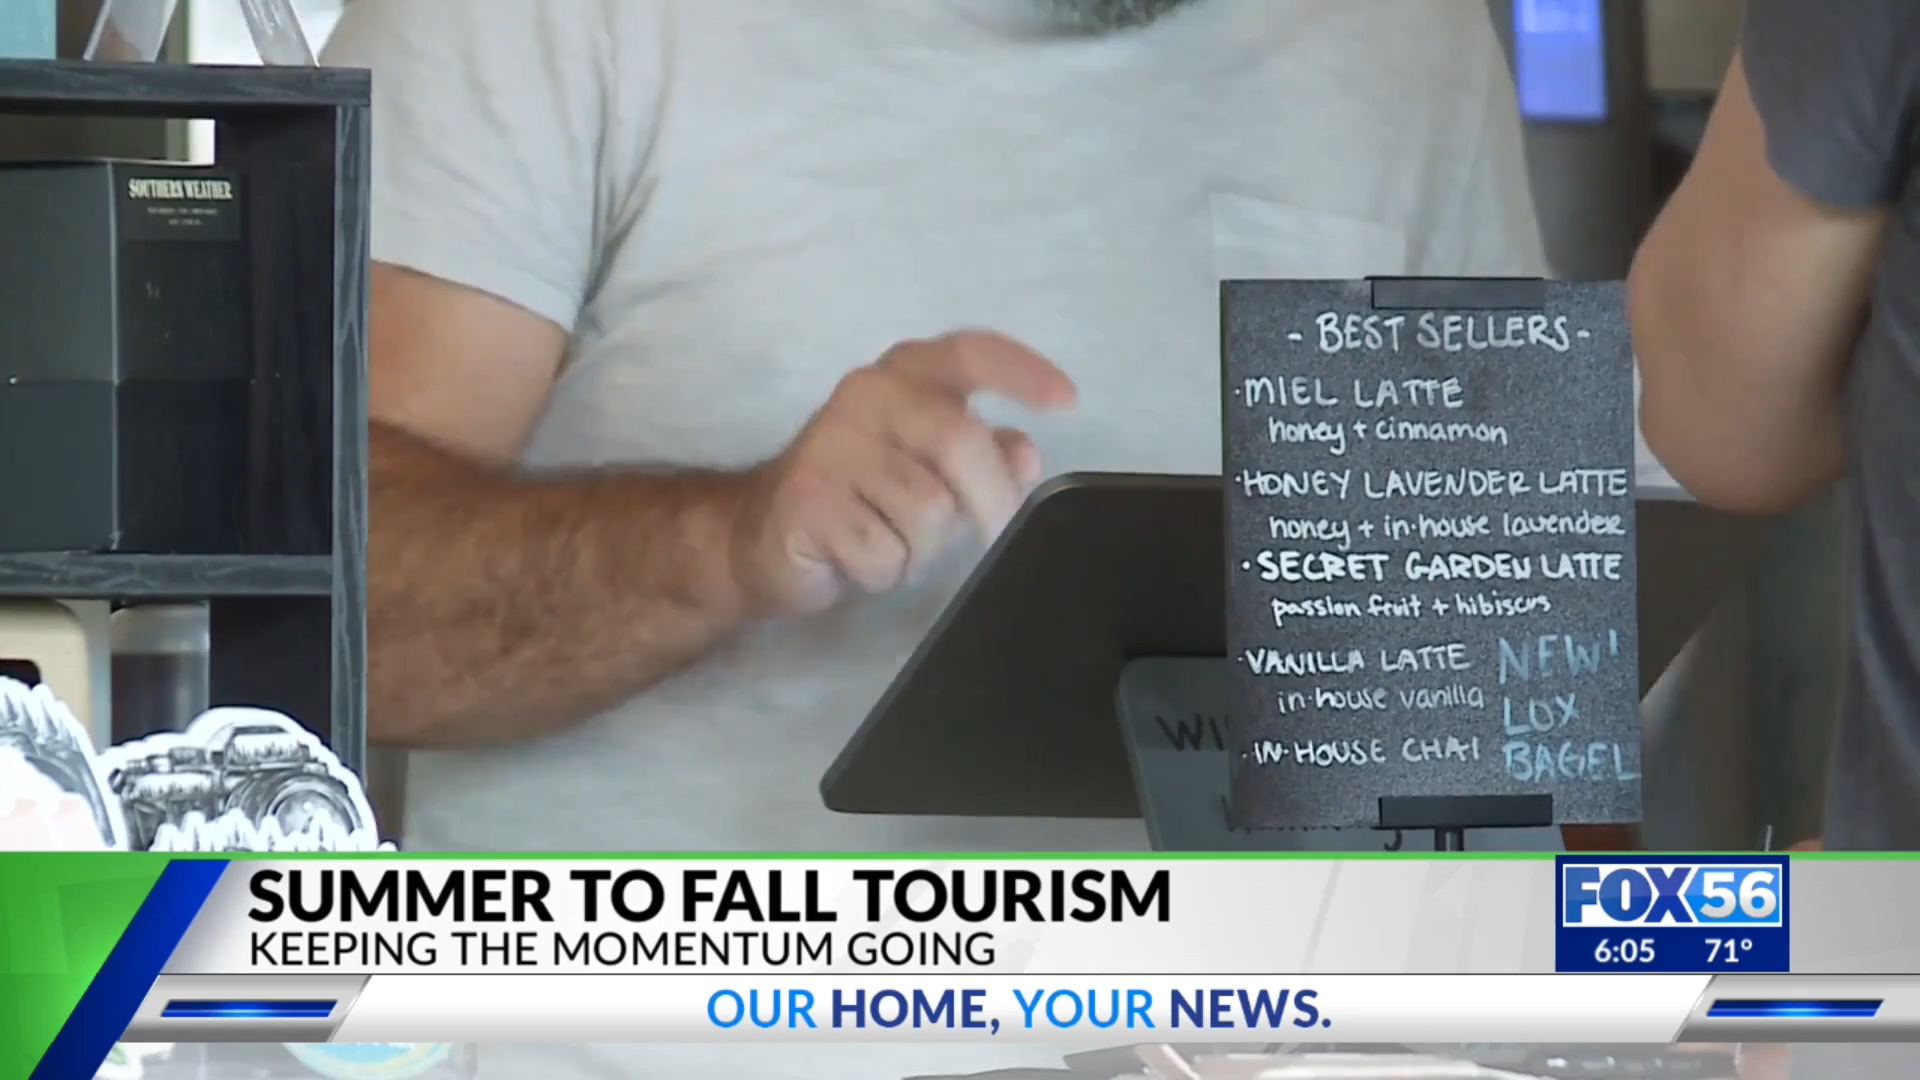 SOUTHERN WEATHER
- BEST SELLERS -
· MIEL LATTE
honey + cinnamon
· HONEY LAVENDER LATTE
honey + in-house lavender
· SECRET GARDEN LATTE
passion fruit + hibiscus
· VANILLA LATTE
in-house vanilla
· IN-HOUSE CHAI
NEW!
LOX
BAGEL
SUMMER TO FALL TOURISM
KEEPING THE MOMENTUM GOING
FOX 56
6:05 71°
OUR HOME, YOUR NEWS.